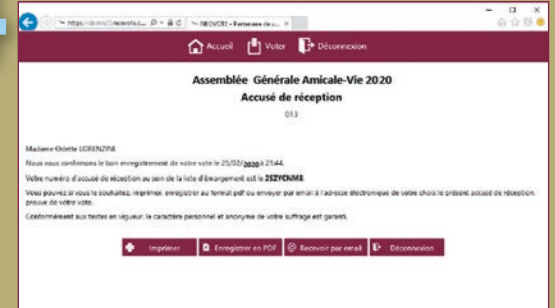 NEOVOTE - Partenaire de v...
Accueil Voter Déconnexion
Assemblée Générale Amicale-Vie 2020
Accusé de réception
013
Madame Odette LORENZINI
Nous vous confirmons le bon enregistrement de votre vote le 25/02/2020 à 21:44.
Votre numéro d'accusé de réception au sein de la liste d'émargement est le
Vous pouvez si vous le souhaitez, imprimer, enregistrer au format pdf ou envoyer par email à l'adresse électronique de votre choix le présent accusé de réception,
preuve de votre vote.
Conformément aux textes en vigueur, le caractère personnel et anonyme de votre suffrage est garanti.
Imprimer Enregistrer en PDF Recevoir par email Déconnexion